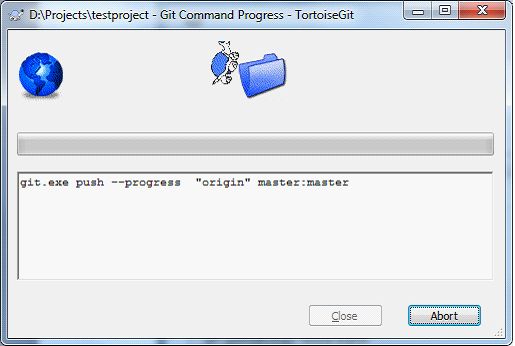 D:\Projects\testproject - Git Command Progress - TortoiseGit
git.exe push --progress  "origin" master:master
Close
Abort